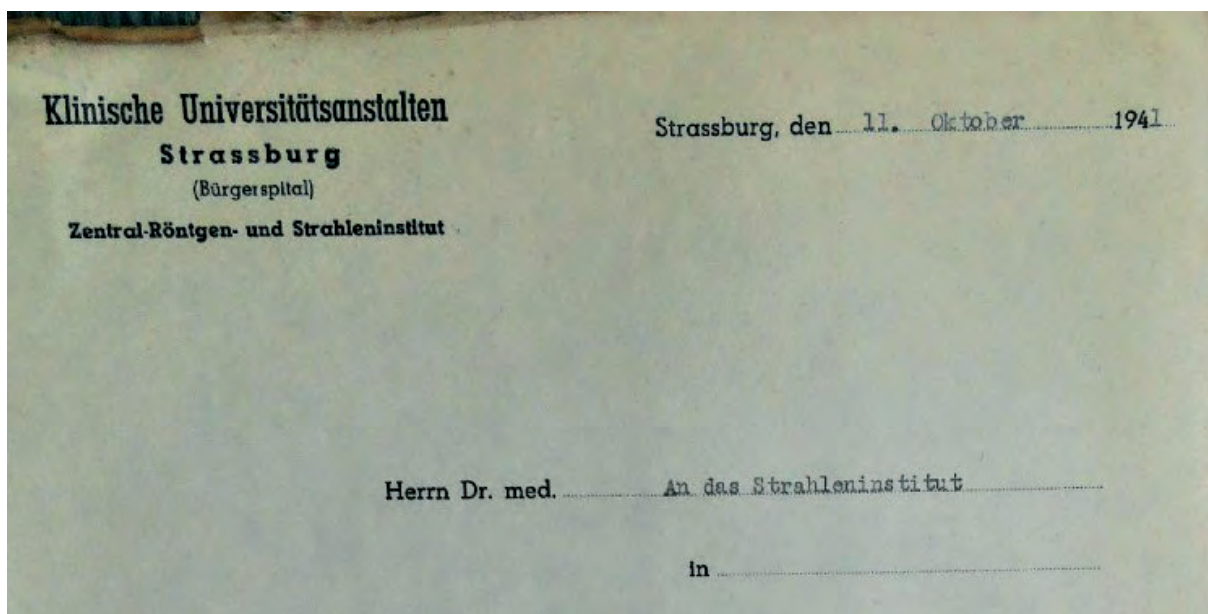 Klinische Universitätsanstalten
Strassburg
(Bürgerspital)
Zentral-Röntgen- und Strahleninstitut
Strassburg, den 11. Oktober 1941
Herrn Dr. med. An das Strahleninstitut
in